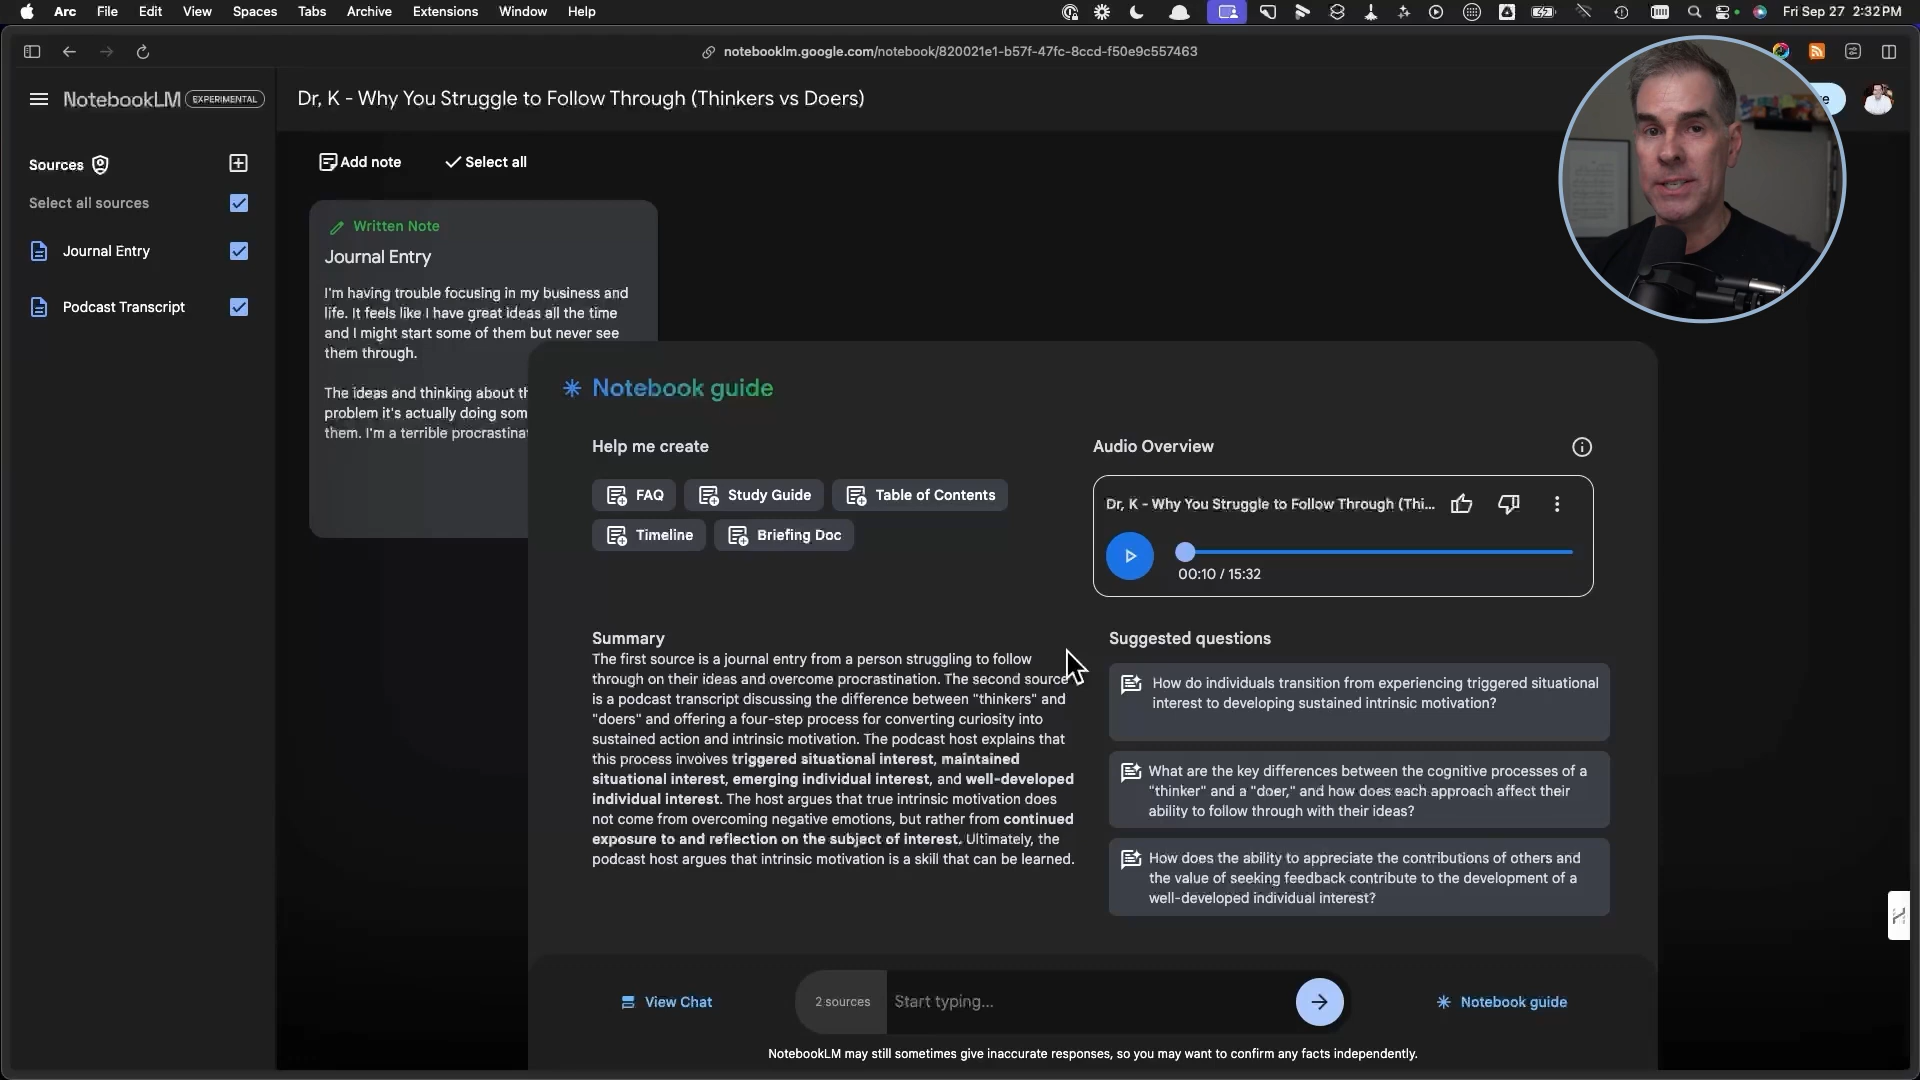 Arc File Edit View Spaces Tabs Archive Extensions Window Help
Fri Sep 27 2:32 PM
notebooklm.google.com/notebook/820021e1-b57f-47fc-8ccd-f50e9c557463
NotebookLM EXPERIMENTAL
Dr, K - Why You Struggle to Follow Through (Thinkers vs Doers)
Sources
Select all sources
Journal Entry
Podcast Transcript
Add note
Select all
Written Note
Journal Entry
I'm having trouble focusing in my business and
life. It feels like I have great ideas all the time
and I might start some of them but never see
them through.
The ideas and thinking about th
problem it's actually doing som
them. I'm a terrible procrastinat
Notebook guide
Help me create
FAQ
Study Guide
Table of Contents
Timeline
Briefing Doc
Audio Overview
Dr, K - Why You Struggle to Follow Through (Thi...
00:10 / 15:32
Summary
The first source is a journal entry from a person struggling to follow
through on their ideas and overcome procrastination. The second source
is a podcast transcript discussing the difference between "thinkers" and
"doers" and offering a four-step process for converting curiosity into
sustained action and intrinsic motivation. The podcast host explains that
this process involves triggered situational interest, maintained
situational interest, emerging individual interest, and well-developed
individual interest. The host argues that true intrinsic motivation does
not come from overcoming negative emotions, but rather from continued
exposure to and reflection on the subject of interest. Ultimately, the
podcast host argues that intrinsic motivation is a skill that can be learned.
Suggested questions
How do individuals transition from experiencing triggered situational
interest to developing sustained intrinsic motivation?
What are the key differences between the cognitive processes of a
"thinker" and a "doer," and how does each approach affect their
ability to follow through with their ideas?
How does the ability to appreciate the contributions of others and
the value of seeking feedback contribute to the development of a
well-developed individual interest?
View Chat
2 sources
Start typing...
Notebook guide
NotebookLM may still sometimes give inaccurate responses, so you may want to confirm any facts independently.